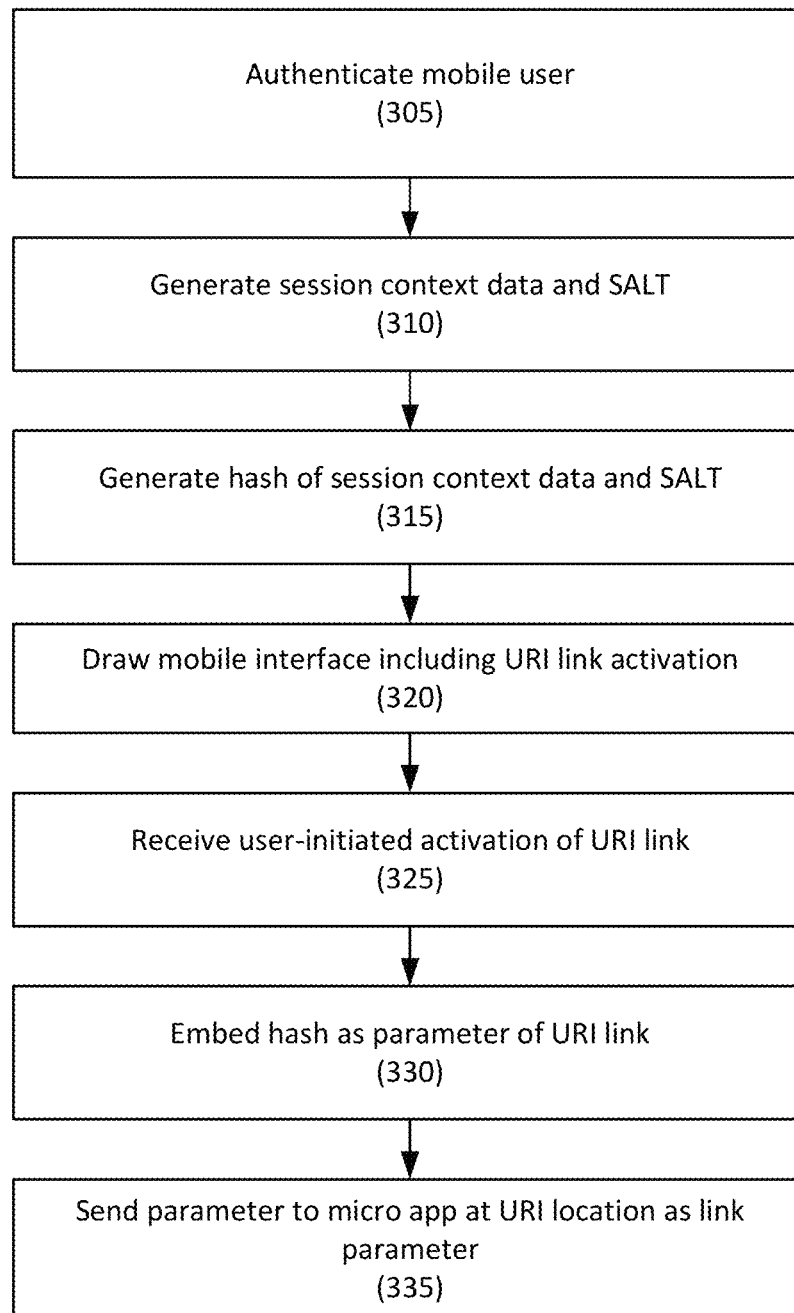 Authenticate mobile user
(305)
Generate session context data and SALT
(310)
Generate hash of session context data and SALT
(315)
Draw mobile interface including URI link activation
(320)
Receive user-initiated activation of URI link
(325)
Embed hash as parameter of URI link
(330)
Send parameter to micro app at URI location as link
parameter
(335)